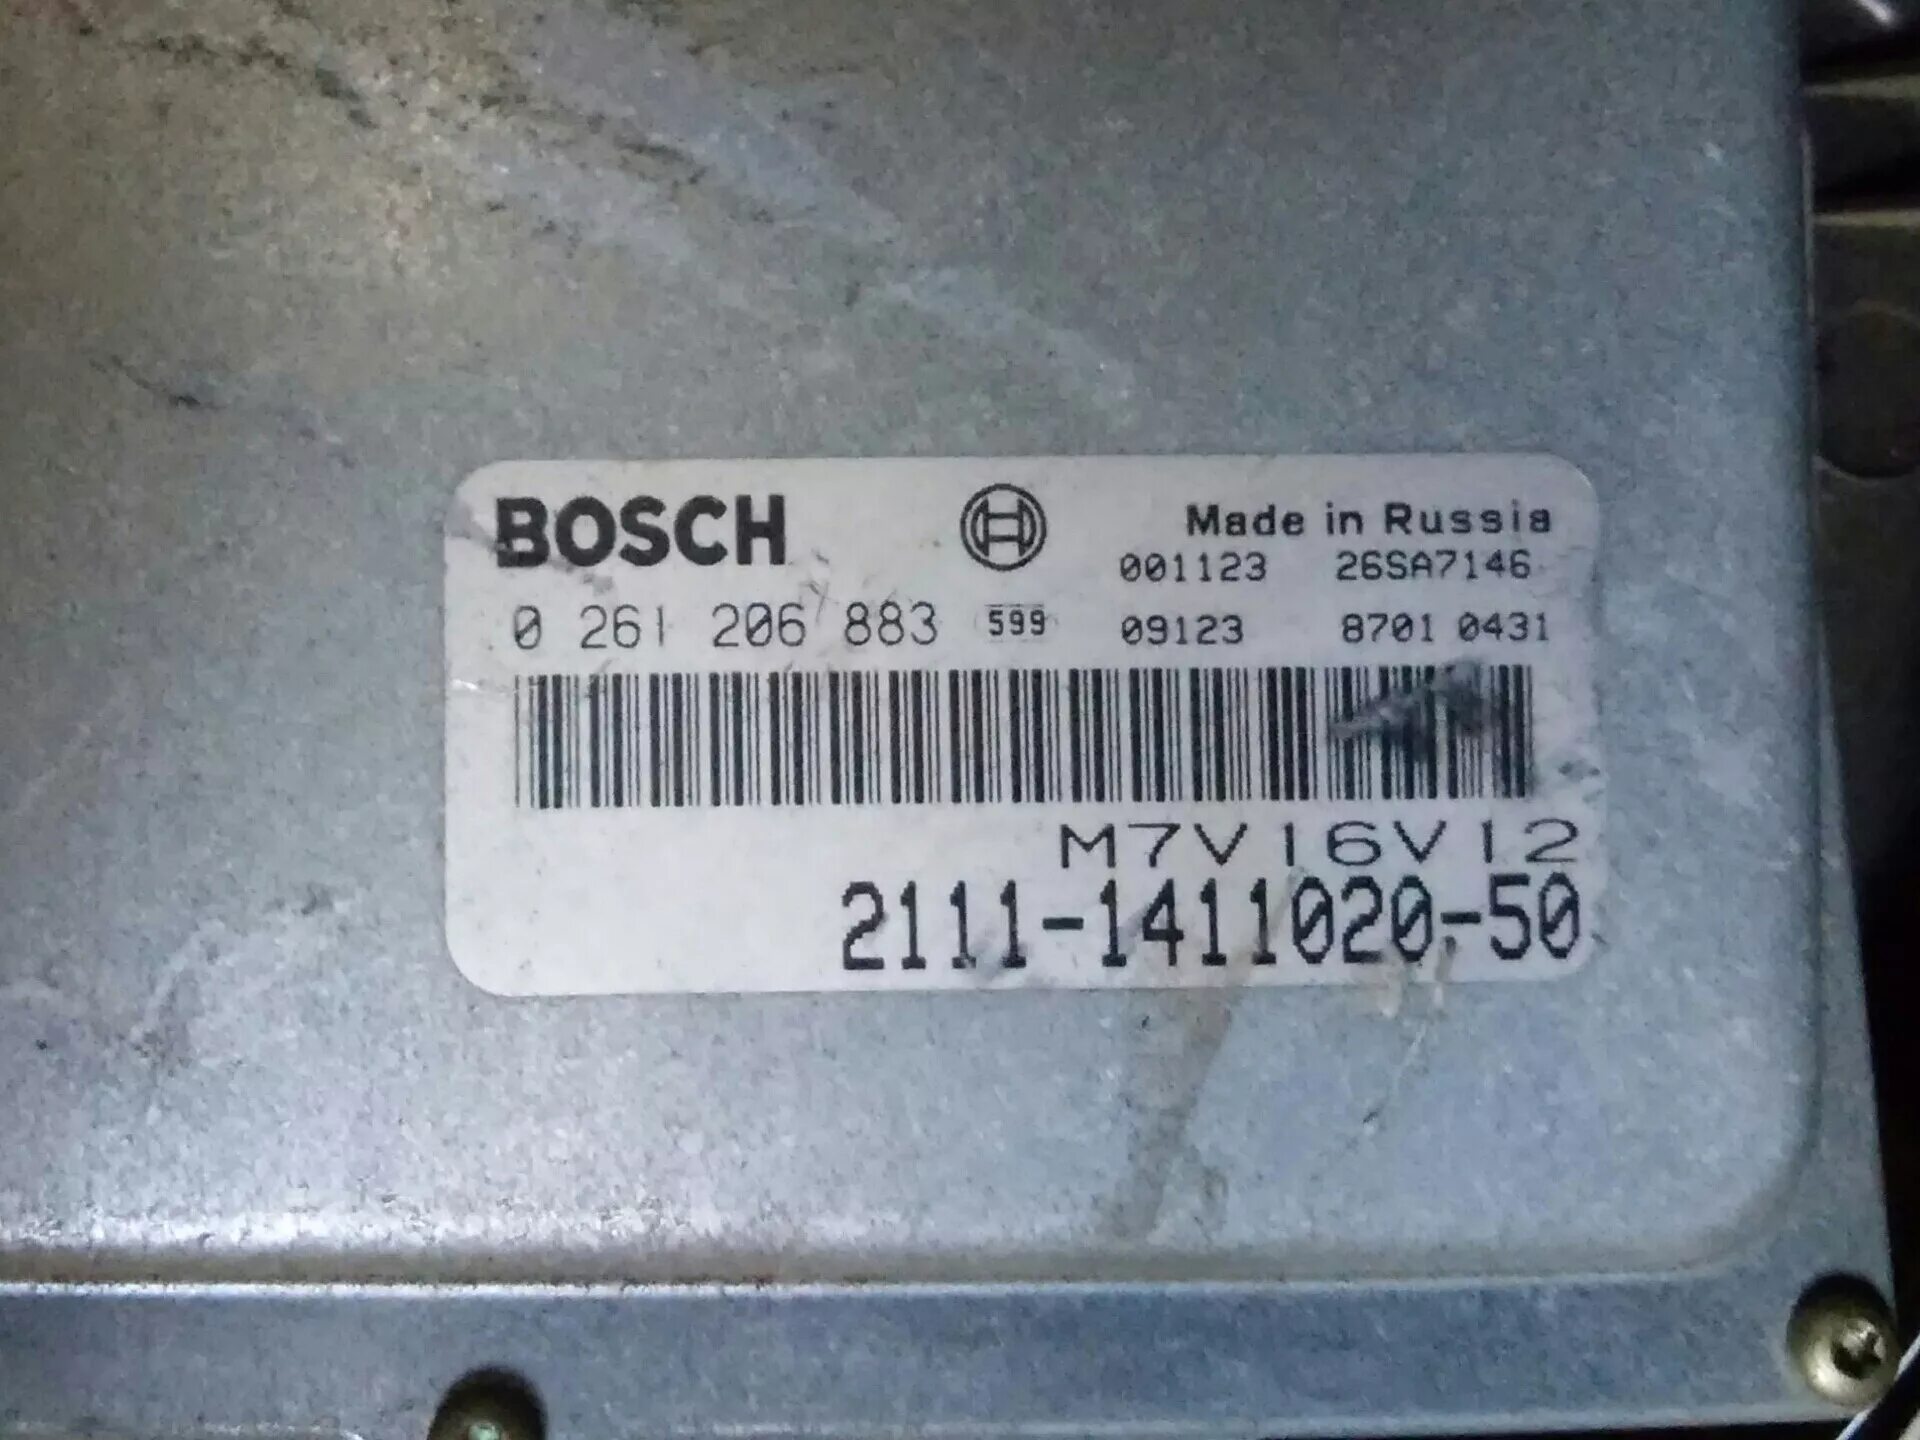 BOSCH Made in Russia
001123 26SA7146
0 261 206 883 599 09123 8701 0431
M7V16V12
2111-1411020-50